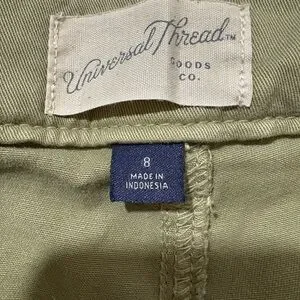 Universal Thread™
GOODS
CO.
8
MADE IN
INDONESIA